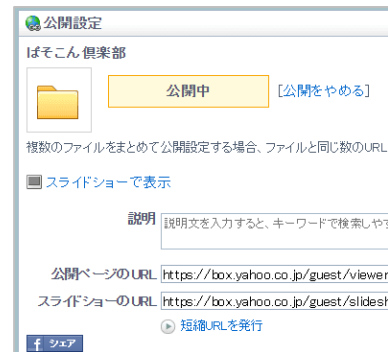 公開設定
ぱそこん倶楽部
公開中
[公開をやめる]
複数のファイルをまとめて公開設定する場合、ファイルと同じ数のURL
スライドショーで表示
説明
説明文を入力すると、キーワードで検索しやす
公開ページのURL https://box.yahoo.co.jp/guest/viewer
スライドショーのURL https://box.yahoo.co.jp/guest/slidesh
短縮URLを発行
f シェア